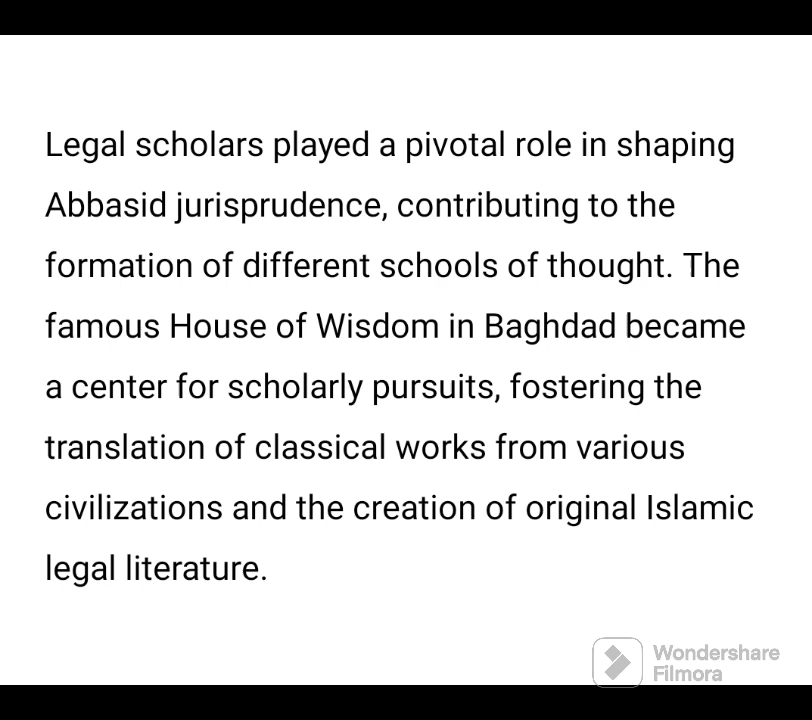 Legal scholars played a pivotal role in shaping
Abbasid jurisprudence, contributing to the
formation of different schools of thought. The
famous House of Wisdom in Baghdad became
a center for scholarly pursuits, fostering the
translation of classical works from various
civilizations and the creation of original Islamic
legal literature.
Wondershare
Filmora